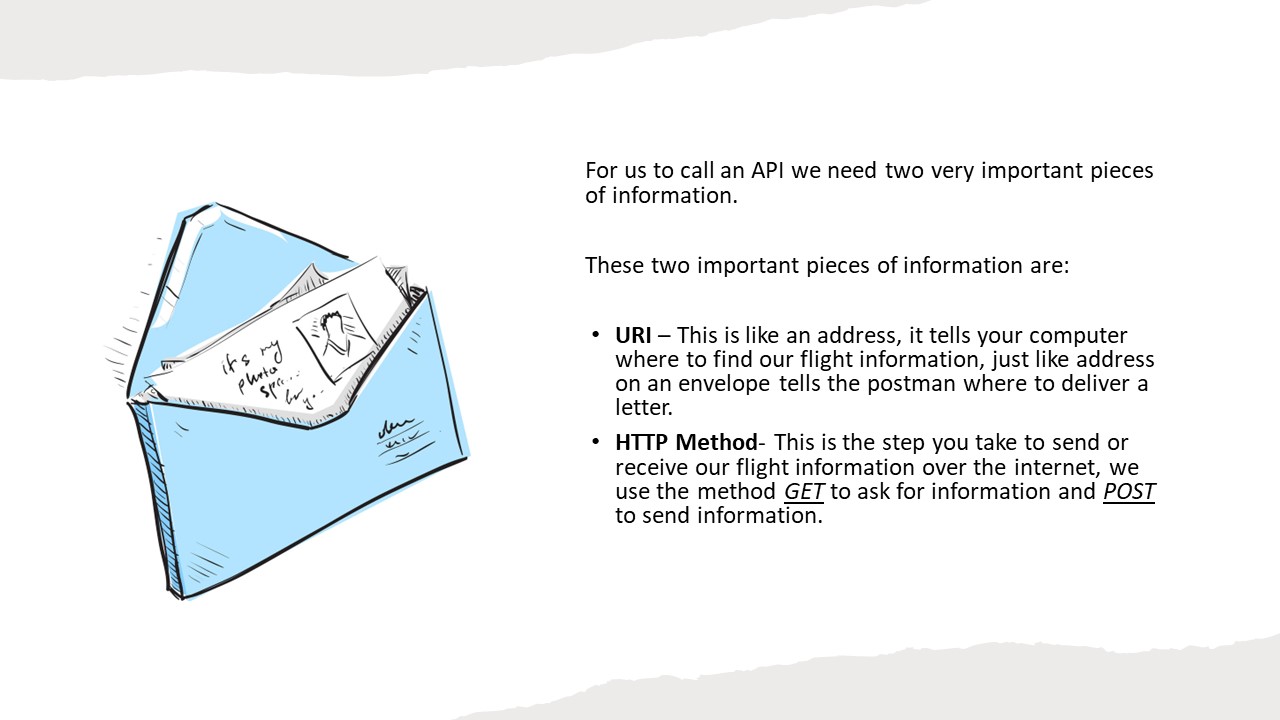 For us to call an API we need two very important pieces
of information.
These two important pieces of information are:
• URI – This is like an address, it tells your computer
where to find our flight information, just like address
on an envelope tells the postman where to deliver a
letter.
• HTTP Method- This is the step you take to send or
receive our flight information over the internet, we
use the method GET to ask for information and POST
to send information.
it's my
photo